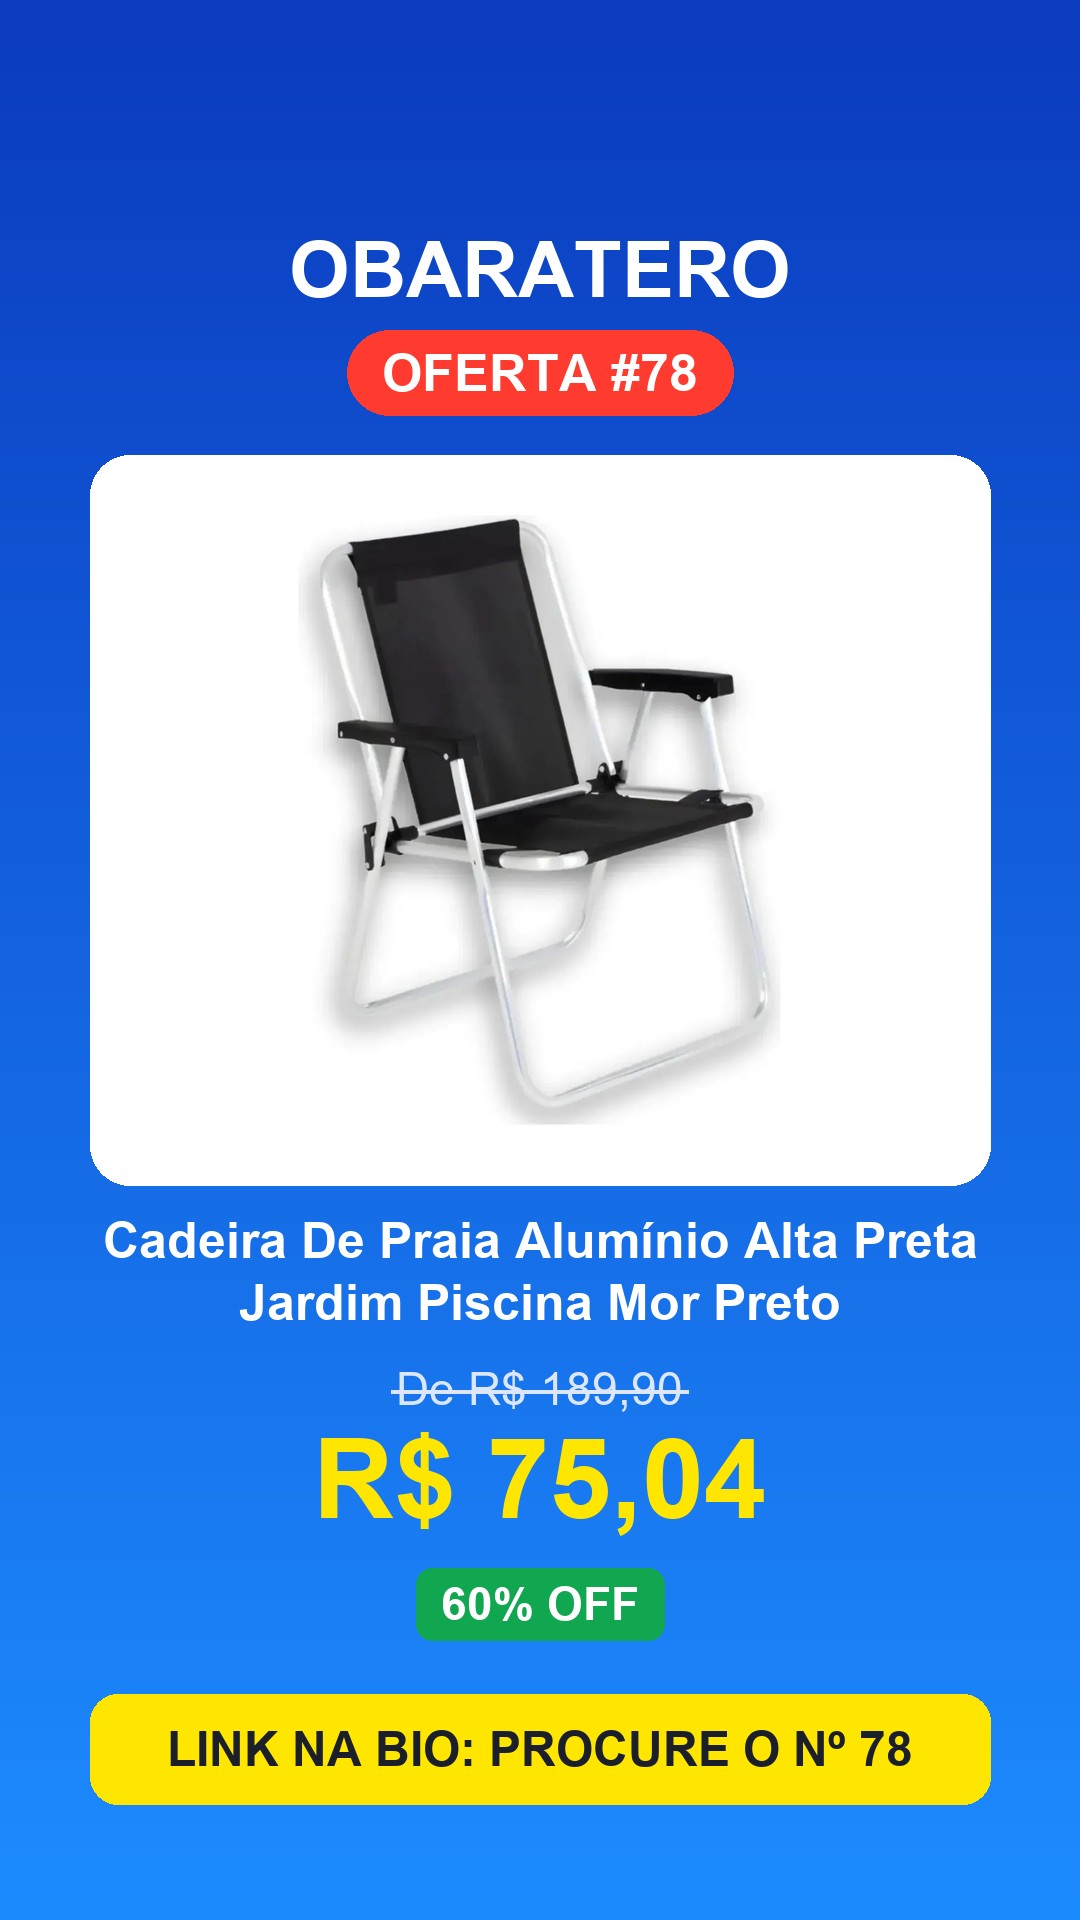 OBARATERO
OFERTA #78
Cadeira De Praia Alumínio Alta Preta
Jardim Piscina Mor Preto
De R$ 189,90
R$ 75,04
60% OFF
LINK NA BIO: PROCURE O Nº 78